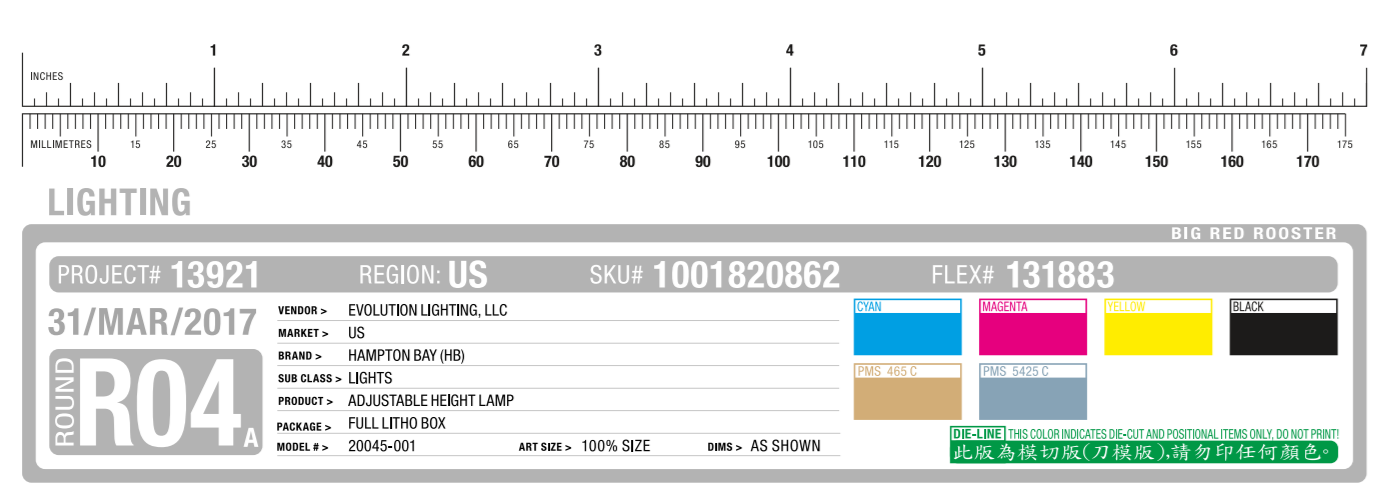 1 2 3 4 5 6 7
INCHES
MILLIMETRES 15 25 35 45 55 65 75 85 95 105 115 125 135 145 155 165 175
10 20 30 40 50 60 70 80 90 100 110 120 130 140 150 160 170
LIGHTING
BIG RED ROOSTER
PROJECT# 13921 REGION: US SKU# 1001820862 FLEX# 131883
31/MAR/2017
ROUND R04 A
VENDOR > EVOLUTION LIGHTING, LLC
MARKET > US
BRAND > HAMPTON BAY (HB)
SUB CLASS > LIGHTS
PRODUCT > ADJUSTABLE HEIGHT LAMP
PACKAGE > FULL LITHO BOX
MODEL # > 20045-001 ART SIZE > 100% SIZE DIMS > AS SHOWN
CYAN MAGENTA YELLOW BLACK
PMS 465 C PMS 5425 C
DIE-LINE THIS COLOR INDICATES DIE-CUT AND POSITIONAL ITEMS ONLY, DO NOT PRINT!
此版為模切版(刀模版),請勿印任何顏色。